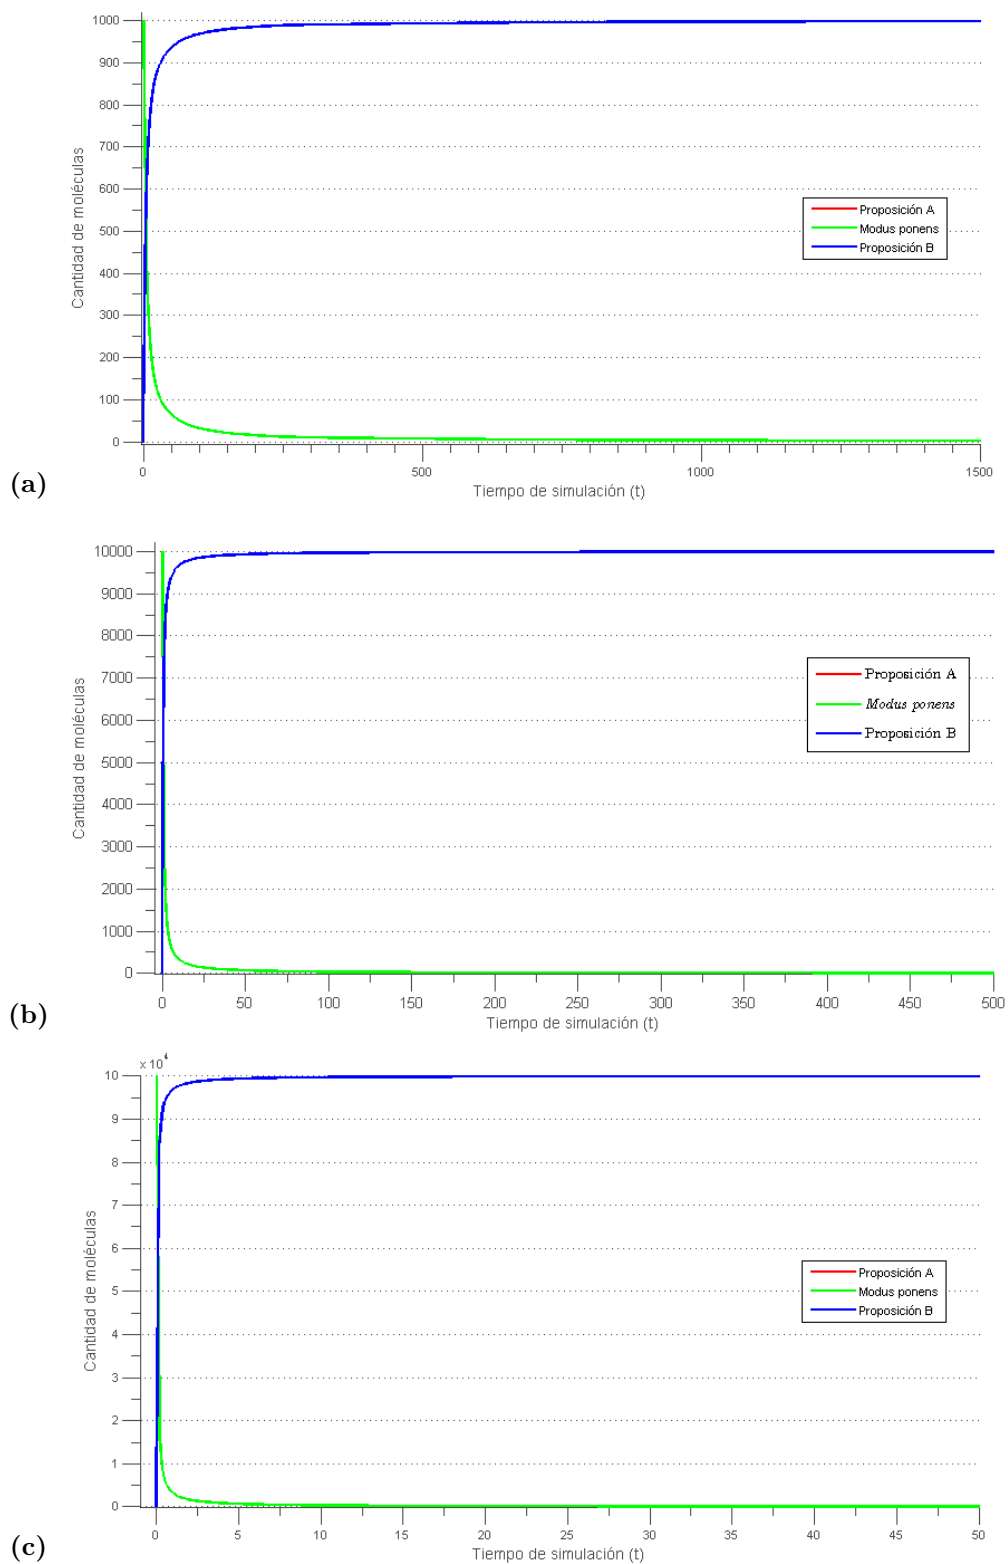 1000
900
800
700
600
500
400
300
200
100
0
Cantidad de moléculas
Proposición A
Modus ponens
Proposición B
0 500 1000 1500
Tiempo de simulación (t)
(a)
10000
9000
8000
7000
6000
5000
4000
3000
2000
1000
0
Cantidad de moléculas
Proposición A
Modus ponens
Proposición B
0 50 100 150 200 250 300 350 400 450 500
Tiempo de simulación (t)
(b)
x 10⁴
10
9
8
7
6
5
4
3
2
1
0
Cantidad de moléculas
Proposición A
Modus ponens
Proposición B
0 5 10 15 20 25 30 35 40 45 50
Tiempo de simulación (t)
(c)